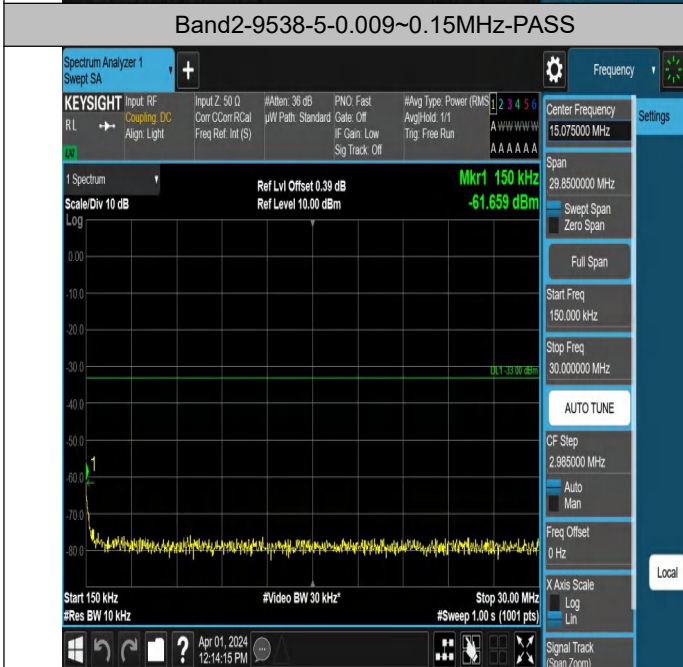 Band2-9538-5-0.009~0.15MHz-PASS
Spectrum Analyzer 1
Swept SA
+
Frequency
KEYSIGHT
RL
LXI
Input: RF
Coupling: DC
Align: Light
Input Z: 50 Ω
Corr CCorr RCal
Freq Ref: Int (S)
#Atten: 36 dB
µW Path: Standard
PNO: Fast
Gate: Off
IF Gain: Low
Sig Track: Off
#Avg Type: Power (RMS
Avg|Hold: 1/1
Trig: Free Run
1 2 3 4 5 6
A W W W W W
A A A A A A
Center Frequency
15.075000 MHz
Settings
1 Spectrum
Scale/Div 10 dB
Log
Ref Lvl Offset 0.39 dB
Ref Level 10.00 dBm
Mkr1 150 kHz
-61.659 dBm
Span
29.8500000 MHz
Swept Span
Zero Span
Full Span
Start Freq
150.000 kHz
Stop Freq
30.000000 MHz
AUTO TUNE
CF Step
2.985000 MHz
Auto
Man
Freq Offset
0 Hz
X Axis Scale
Log
Lin
Signal Track
(Span Zoom)
Local
0.00
-10.0
-20.0
-30.0
DL1 -33.00 dBm
-40.0
-50.0
1
-60.0
-70.0
-80.0
Start 150 kHz
#Res BW 10 kHz
#Video BW 30 kHz*
Stop 30.00 MHz
#Sweep 1.00 s (1001 pts)
?
Apr 01, 2024
12:14:15 PM